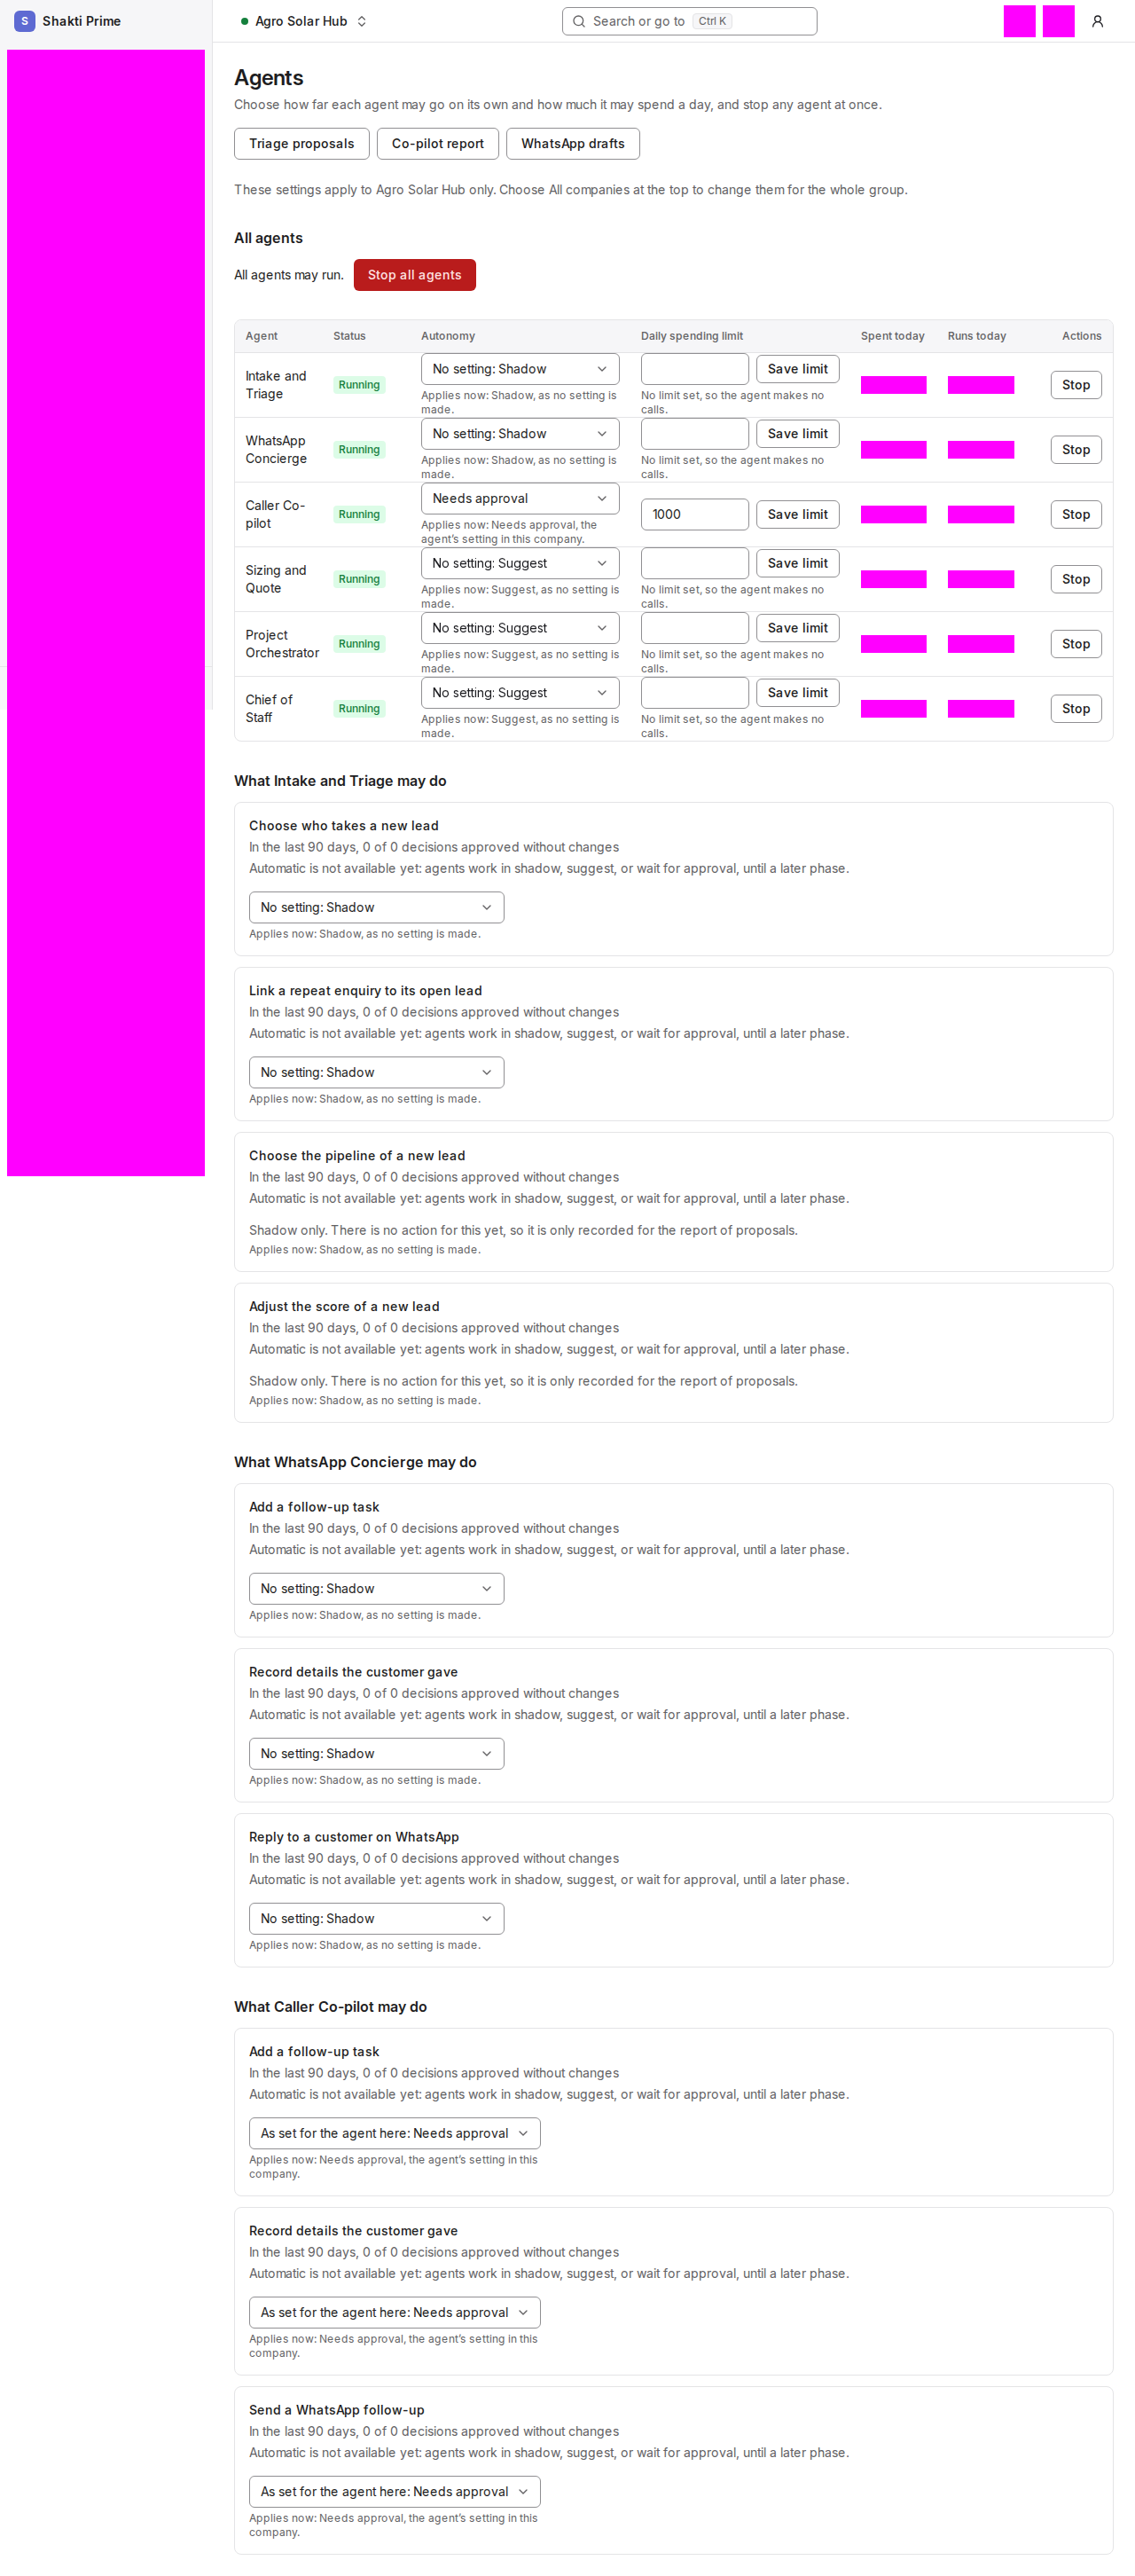 S Shakti Prime
Agro Solar Hub
Search or go to Ctrl K
Agents
Choose how far each agent may go on its own and how much it may spend a day, and stop any agent at once.
Triage proposals Co-pilot report WhatsApp drafts
These settings apply to Agro Solar Hub only. Choose All companies at the top to change them for the whole group.
All agents
All agents may run. Stop all agents
Agent Status Autonomy Daily spending limit Spent today Runs today Actions
Intake and Triage
Running
No setting: Shadow
Applies now: Shadow, as no setting is made.
Save limit
No limit set, so the agent makes no calls.
Stop
WhatsApp Concierge
Running
No setting: Shadow
Applies now: Shadow, as no setting is made.
Save limit
No limit set, so the agent makes no calls.
Stop
Caller Co-pilot
Running
Needs approval
Applies now: Needs approval, the agent's setting in this company.
1000
Save limit
Stop
Sizing and Quote
Running
No setting: Suggest
Applies now: Suggest, as no setting is made.
Save limit
No limit set, so the agent makes no calls.
Stop
Project Orchestrator
Running
No setting: Suggest
Applies now: Suggest, as no setting is made.
Save limit
No limit set, so the agent makes no calls.
Stop
Chief of Staff
Running
No setting: Suggest
Applies now: Suggest, as no setting is made.
Save limit
No limit set, so the agent makes no calls.
Stop
What Intake and Triage may do
Choose who takes a new lead
In the last 90 days, 0 of 0 decisions approved without changes
Automatic is not available yet: agents work in shadow, suggest, or wait for approval, until a later phase.
No setting: Shadow
Applies now: Shadow, as no setting is made.
Link a repeat enquiry to its open lead
In the last 90 days, 0 of 0 decisions approved without changes
Automatic is not available yet: agents work in shadow, suggest, or wait for approval, until a later phase.
No setting: Shadow
Applies now: Shadow, as no setting is made.
Choose the pipeline of a new lead
In the last 90 days, 0 of 0 decisions approved without changes
Automatic is not available yet: agents work in shadow, suggest, or wait for approval, until a later phase.
Shadow only. There is no action for this yet, so it is only recorded for the report of proposals.
Applies now: Shadow, as no setting is made.
Adjust the score of a new lead
In the last 90 days, 0 of 0 decisions approved without changes
Automatic is not available yet: agents work in shadow, suggest, or wait for approval, until a later phase.
Shadow only. There is no action for this yet, so it is only recorded for the report of proposals.
Applies now: Shadow, as no setting is made.
What WhatsApp Concierge may do
Add a follow-up task
In the last 90 days, 0 of 0 decisions approved without changes
Automatic is not available yet: agents work in shadow, suggest, or wait for approval, until a later phase.
No setting: Shadow
Applies now: Shadow, as no setting is made.
Record details the customer gave
In the last 90 days, 0 of 0 decisions approved without changes
Automatic is not available yet: agents work in shadow, suggest, or wait for approval, until a later phase.
No setting: Shadow
Applies now: Shadow, as no setting is made.
Reply to a customer on WhatsApp
In the last 90 days, 0 of 0 decisions approved without changes
Automatic is not available yet: agents work in shadow, suggest, or wait for approval, until a later phase.
No setting: Shadow
Applies now: Shadow, as no setting is made.
What Caller Co-pilot may do
Add a follow-up task
In the last 90 days, 0 of 0 decisions approved without changes
Automatic is not available yet: agents work in shadow, suggest, or wait for approval, until a later phase.
As set for the agent here: Needs approval
Applies now: Needs approval, the agent's setting in this
company.
Record details the customer gave
In the last 90 days, 0 of 0 decisions approved without changes
Automatic is not available yet: agents work in shadow, suggest, or wait for approval, until a later phase.
As set for the agent here: Needs approval
Applies now: Needs approval, the agent's setting in this
company.
Send a WhatsApp follow-up
In the last 90 days, 0 of 0 decisions approved without changes
Automatic is not available yet: agents work in shadow, suggest, or wait for approval, until a later phase.
As set for the agent here: Needs approval
Applies now: Needs approval, the agent's setting in this
company.